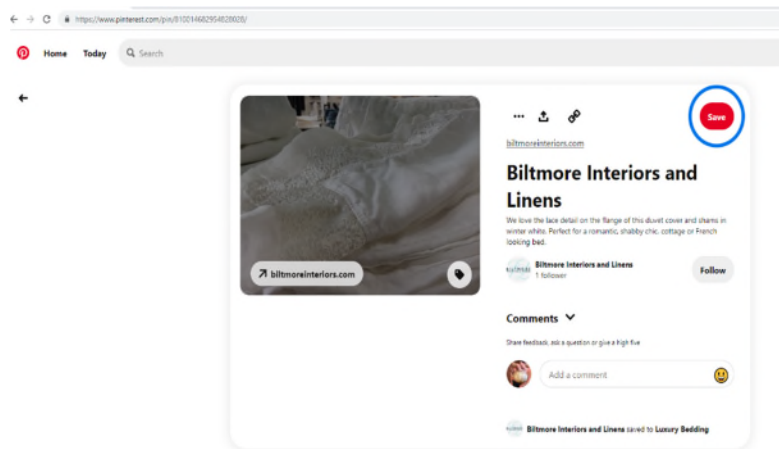 https://www.pinterest.com/pin/810014682954828028/
Home Today Search
Save
biltmoreinteriors.com
Biltmore Interiors and
Linens
We love the lace detail on the flange of this duvet cover and shams in
winter white. Perfect for a romantic, shabby chic, cottage or French
looking bed.
biltmoreinteriors.com
Biltmore Interiors and Linens
1 follower
Follow
Comments
Share feedback, ask a question or give a high five
Add a comment
Biltmore Interiors and Linens saved to Luxury Bedding